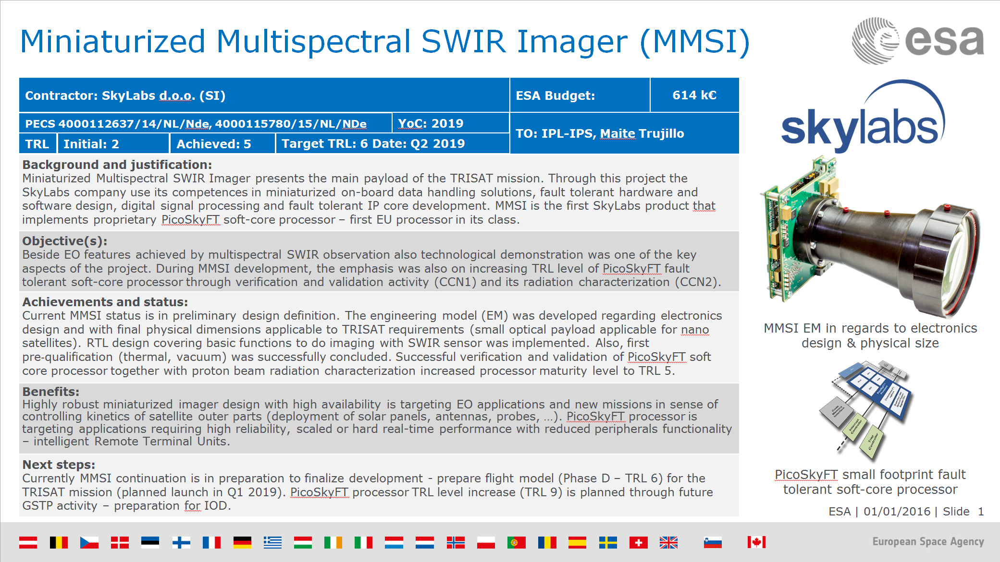 Miniaturized Multispectral SWIR Imager (MMSI)
esa
Contractor: SkyLabs d.o.o. (SI)
ESA Budget:
614 k€
PECS 4000112637/14/NL/Nde, 4000115780/15/NL/NDe
YoC: 2019
TO: IPL-IPS, Maite Trujillo
TRL
Initial: 2
Achieved: 5
Target TRL: 6 Date: Q2 2019
Background and justification:
Miniaturized Multispectral SWIR Imager presents the main payload of the TRISAT mission. Through this project the
SkyLabs company use its competences in miniaturized on-board data handling solutions, fault tolerant hardware and
software design, digital signal processing and fault tolerant IP core development. MMSI is the first SkyLabs product that
implements proprietary PicoSkyFT soft-core processor – first EU processor in its class.
Objective(s):
Beside EO features achieved by multispectral SWIR observation also technological demonstration was one of the key
aspects of the project. During MMSI development, the emphasis was also on increasing TRL level of PicoSkyFT fault
tolerant soft-core processor through verification and validation activity (CCN1) and its radiation characterization (CCN2).
Achievements and status:
Current MMSI status is in preliminary design definition. The engineering model (EM) was developed regarding electronics
design and with final physical dimensions applicable to TRISAT requirements (small optical payload applicable for nano
satellites). RTL design covering basic functions to do imaging with SWIR sensor was implemented. Also, first
pre-qualification (thermal, vacuum) was successfully concluded. Successful verification and validation of PicoSkyFT soft
core processor together with proton beam radiation characterization increased processor maturity level to TRL 5.
Benefits:
Highly robust miniaturized imager design with high availability is targeting EO applications and new missions in sense of
controlling kinetics of satellite outer parts (deployment of solar panels, antennas, probes, …). PicoSkyFT processor is
targeting applications requiring high reliability, scaled or hard real-time performance with reduced peripherals functionality
– intelligent Remote Terminal Units.
Next steps:
Currently MMSI continuation is in preparation to finalize development - prepare flight model (Phase D – TRL 6) for the
TRISAT mission (planned launch in Q1 2019). PicoSkyFT processor TRL level increase (TRL 9) is planned through future
GSTP activity – preparation for IOD.
skylabs
MMSI EM in regards to electronics
design & physical size
Code
Memory
Interface
Interrupt
Controller
Trap
Controller
PicoSkyFT small footprint fault
tolerant soft-core processor
ESA | 01/01/2016 | Slide 1
European Space Agency